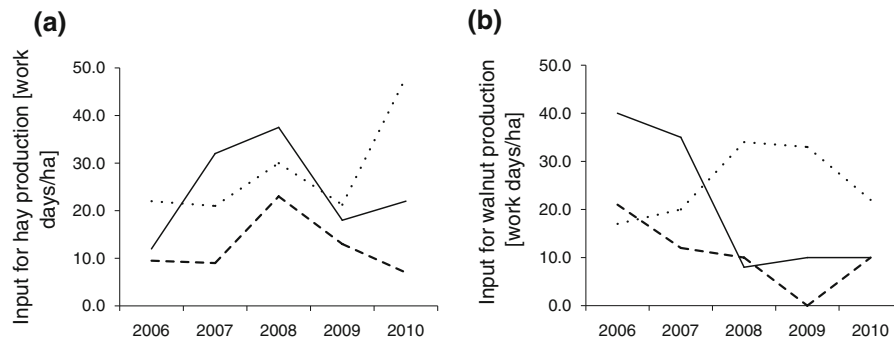 (a)
Input for hay production [work
days/ha]
50.0
40.0
30.0
20.0
10.0
0.0
2006 2007 2008 2009 2010
(b)
Input for walnut production
[work days/ha]
50.0
40.0
30.0
20.0
10.0
0.0
2006 2007 2008 2009 2010